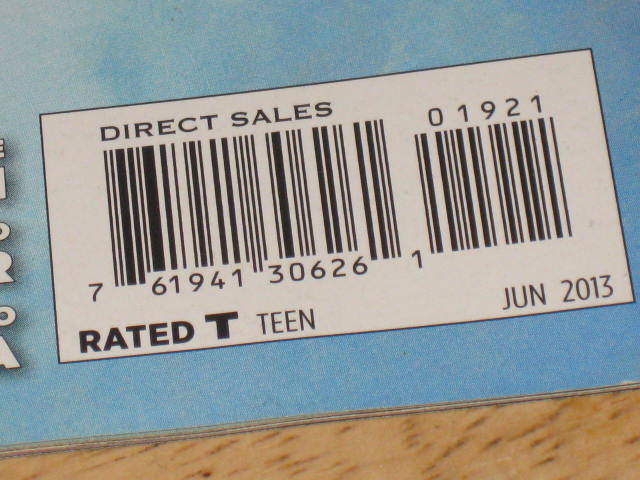 DIRECT SALES
01921
7 61941 30626 1
RATED T TEEN
JUN 2013